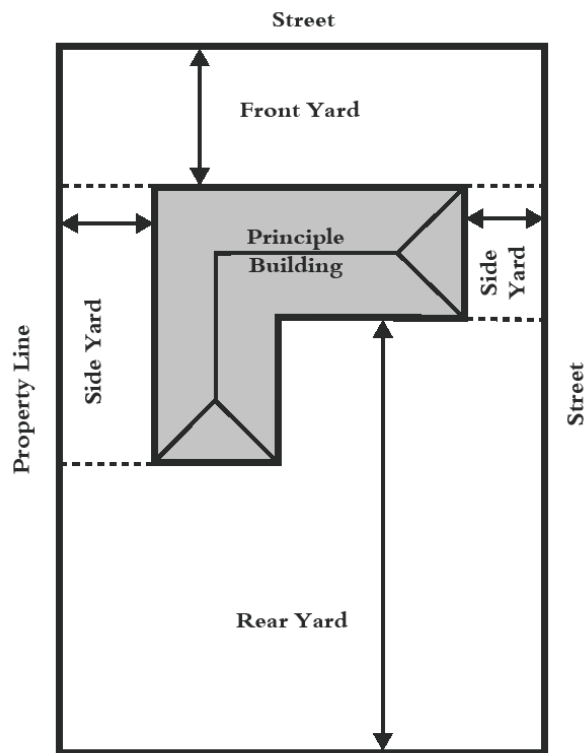 Street
Front Yard
Principle
Building
Side
Yard
Side Yard
Property Line
Street
Rear Yard